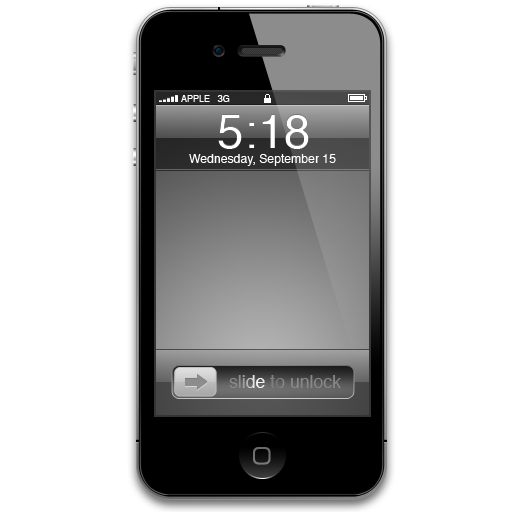 APPLE 3G
5:18
Wednesday, September 15
slide to unlock